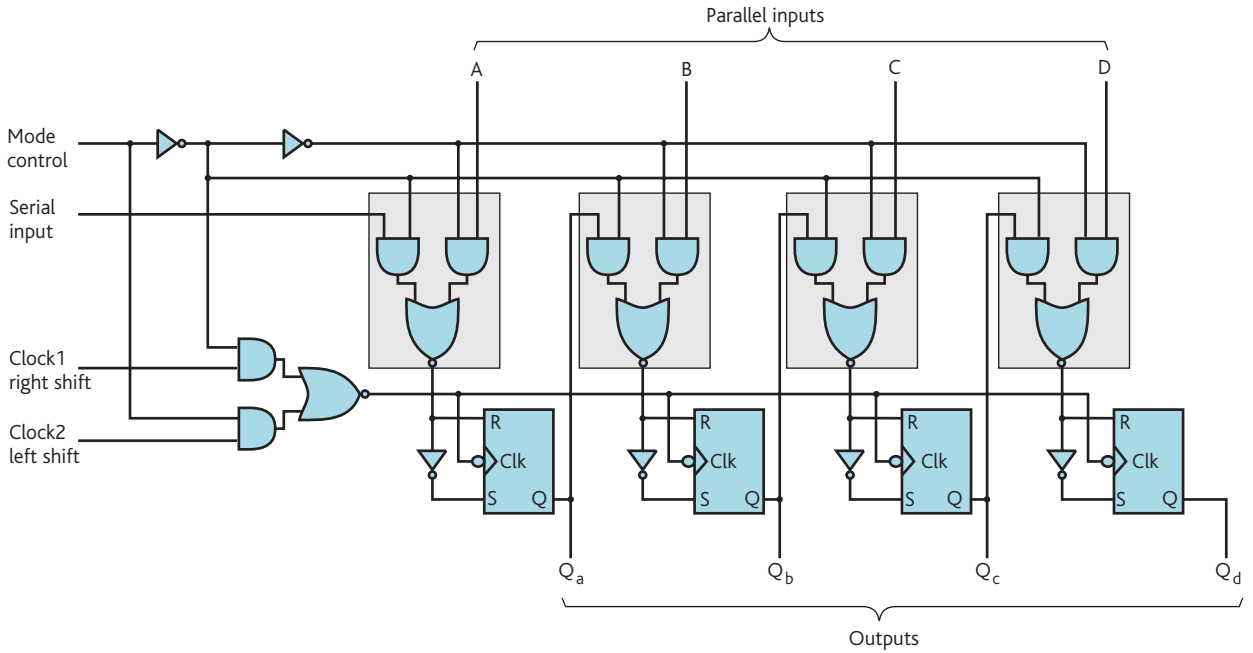 Parallel inputs
A B C D
Mode
control
Serial
input
Clock1
right shift
Clock2
left shift
R R R R
Clk Clk Clk Clk
S Q S Q S Q S Q
Qa Qb Qc Qd
Outputs